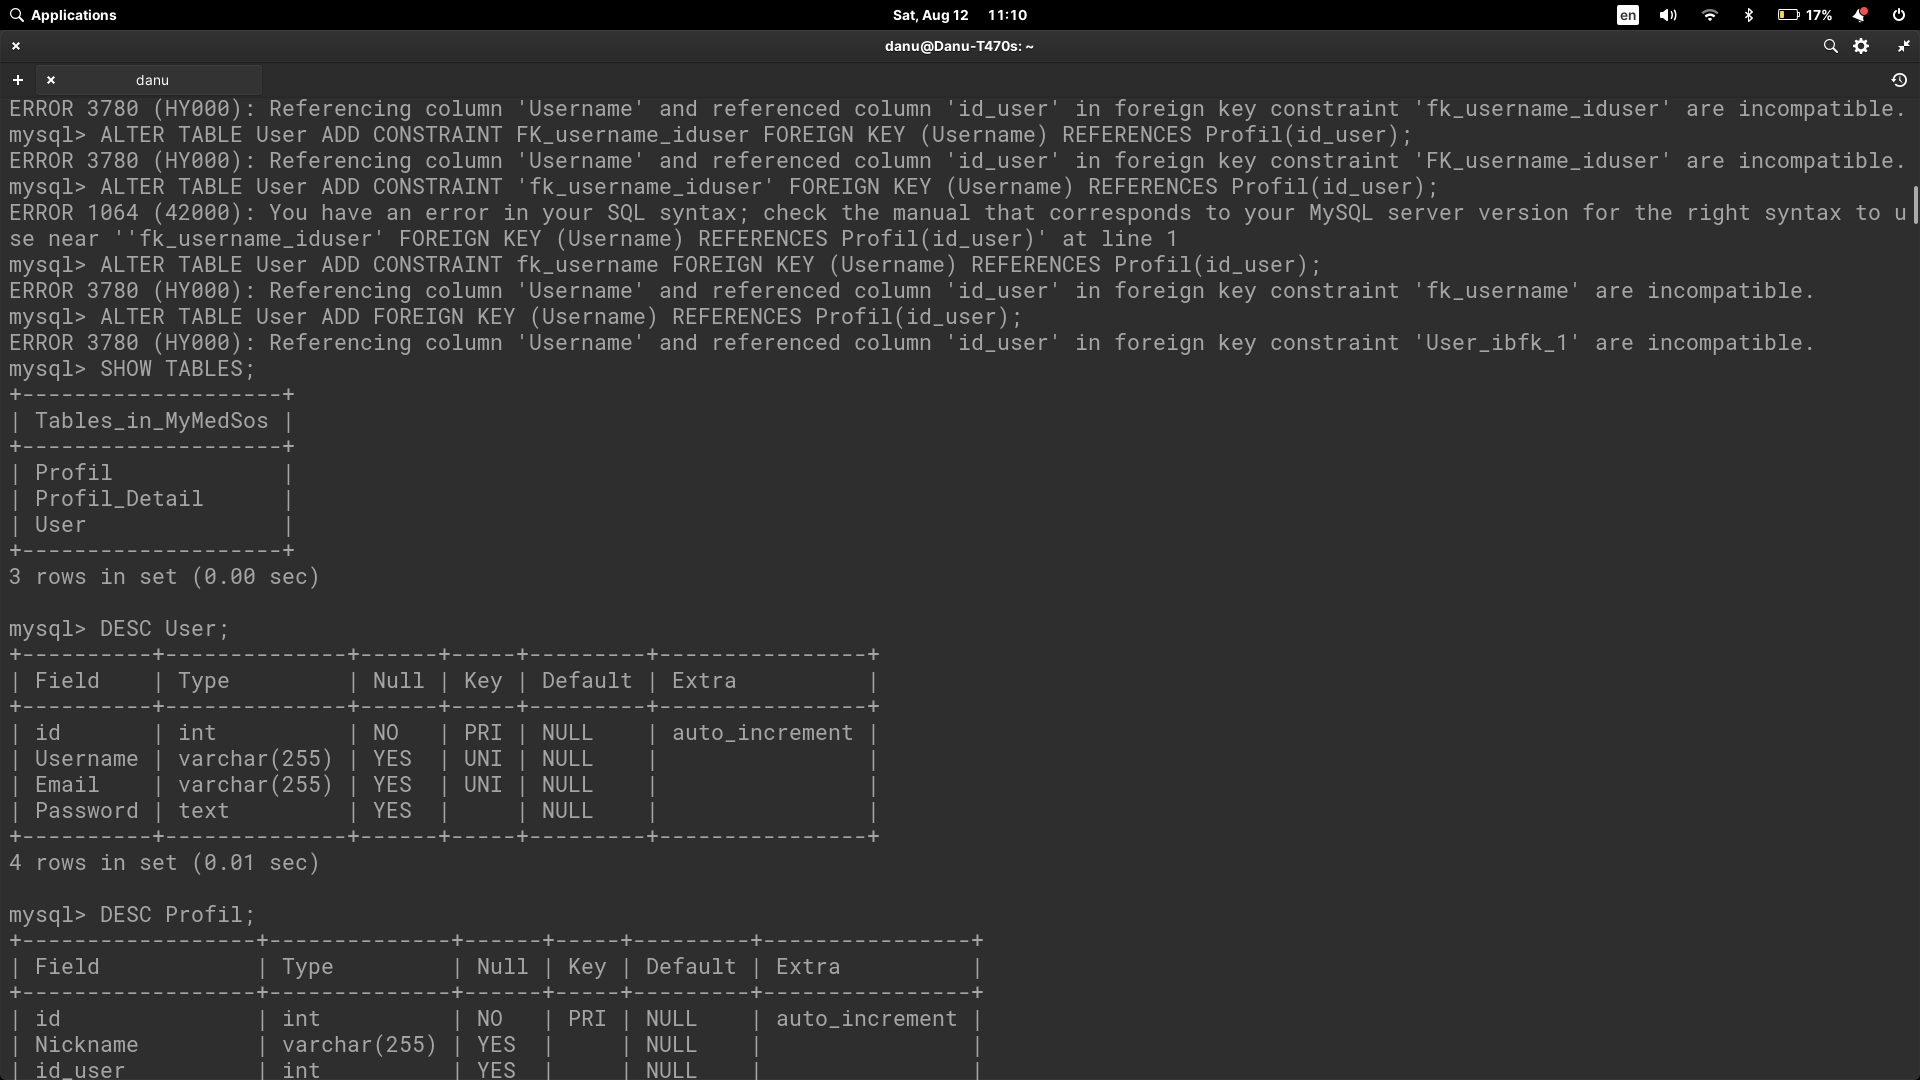 Applications
Sat, Aug 12 11:10
en
17%
danu@Danu-T470s: ~
danu
ERROR 3780 (HY000): Referencing column 'Username' and referenced column 'id_user' in foreign key constraint 'fk_username_iduser' are incompatible.
mysql> ALTER TABLE User ADD CONSTRAINT FK_username_iduser FOREIGN KEY (Username) REFERENCES Profil(id_user);
ERROR 3780 (HY000): Referencing column 'Username' and referenced column 'id_user' in foreign key constraint 'FK_username_iduser' are incompatible.
mysql> ALTER TABLE User ADD CONSTRAINT 'fk_username_iduser' FOREIGN KEY (Username) REFERENCES Profil(id_user);
ERROR 1064 (42000): You have an error in your SQL syntax; check the manual that corresponds to your MySQL server version for the right syntax to u
se near ''fk_username_iduser' FOREIGN KEY (Username) REFERENCES Profil(id_user)' at line 1
mysql> ALTER TABLE User ADD CONSTRAINT fk_username FOREIGN KEY (Username) REFERENCES Profil(id_user);
ERROR 3780 (HY000): Referencing column 'Username' and referenced column 'id_user' in foreign key constraint 'fk_username' are incompatible.
mysql> ALTER TABLE User ADD FOREIGN KEY (Username) REFERENCES Profil(id_user);
ERROR 3780 (HY000): Referencing column 'Username' and referenced column 'id_user' in foreign key constraint 'User_ibfk_1' are incompatible.
mysql> SHOW TABLES;
+--------------------+
| Tables_in_MyMedSos |
+--------------------+
| Profil             |
| Profil_Detail      |
| User               |
+--------------------+
3 rows in set (0.00 sec)
mysql> DESC User;
+----------+--------------+------+-----+---------+----------------+
| Field    | Type         | Null | Key | Default | Extra          |
+----------+--------------+------+-----+---------+----------------+
| id       | int          | NO   | PRI | NULL    | auto_increment |
| Username | varchar(255) | YES  | UNI | NULL    |                |
| Email    | varchar(255) | YES  | UNI | NULL    |                |
| Password | text         | YES  |     | NULL    |                |
+----------+--------------+------+-----+---------+----------------+
4 rows in set (0.01 sec)
mysql> DESC Profil;
+------------------+-------------+------+-----+---------+----------------+
| Field            | Type         | Null | Key | Default | Extra          |
+------------------+-------------+------+-----+---------+----------------+
| id               | int          | NO   | PRI | NULL    | auto_increment |
| Nickname         | varchar(255) | YES  |     | NULL    |                |
| id_user          | int          | YES  |     | NULL    |                |